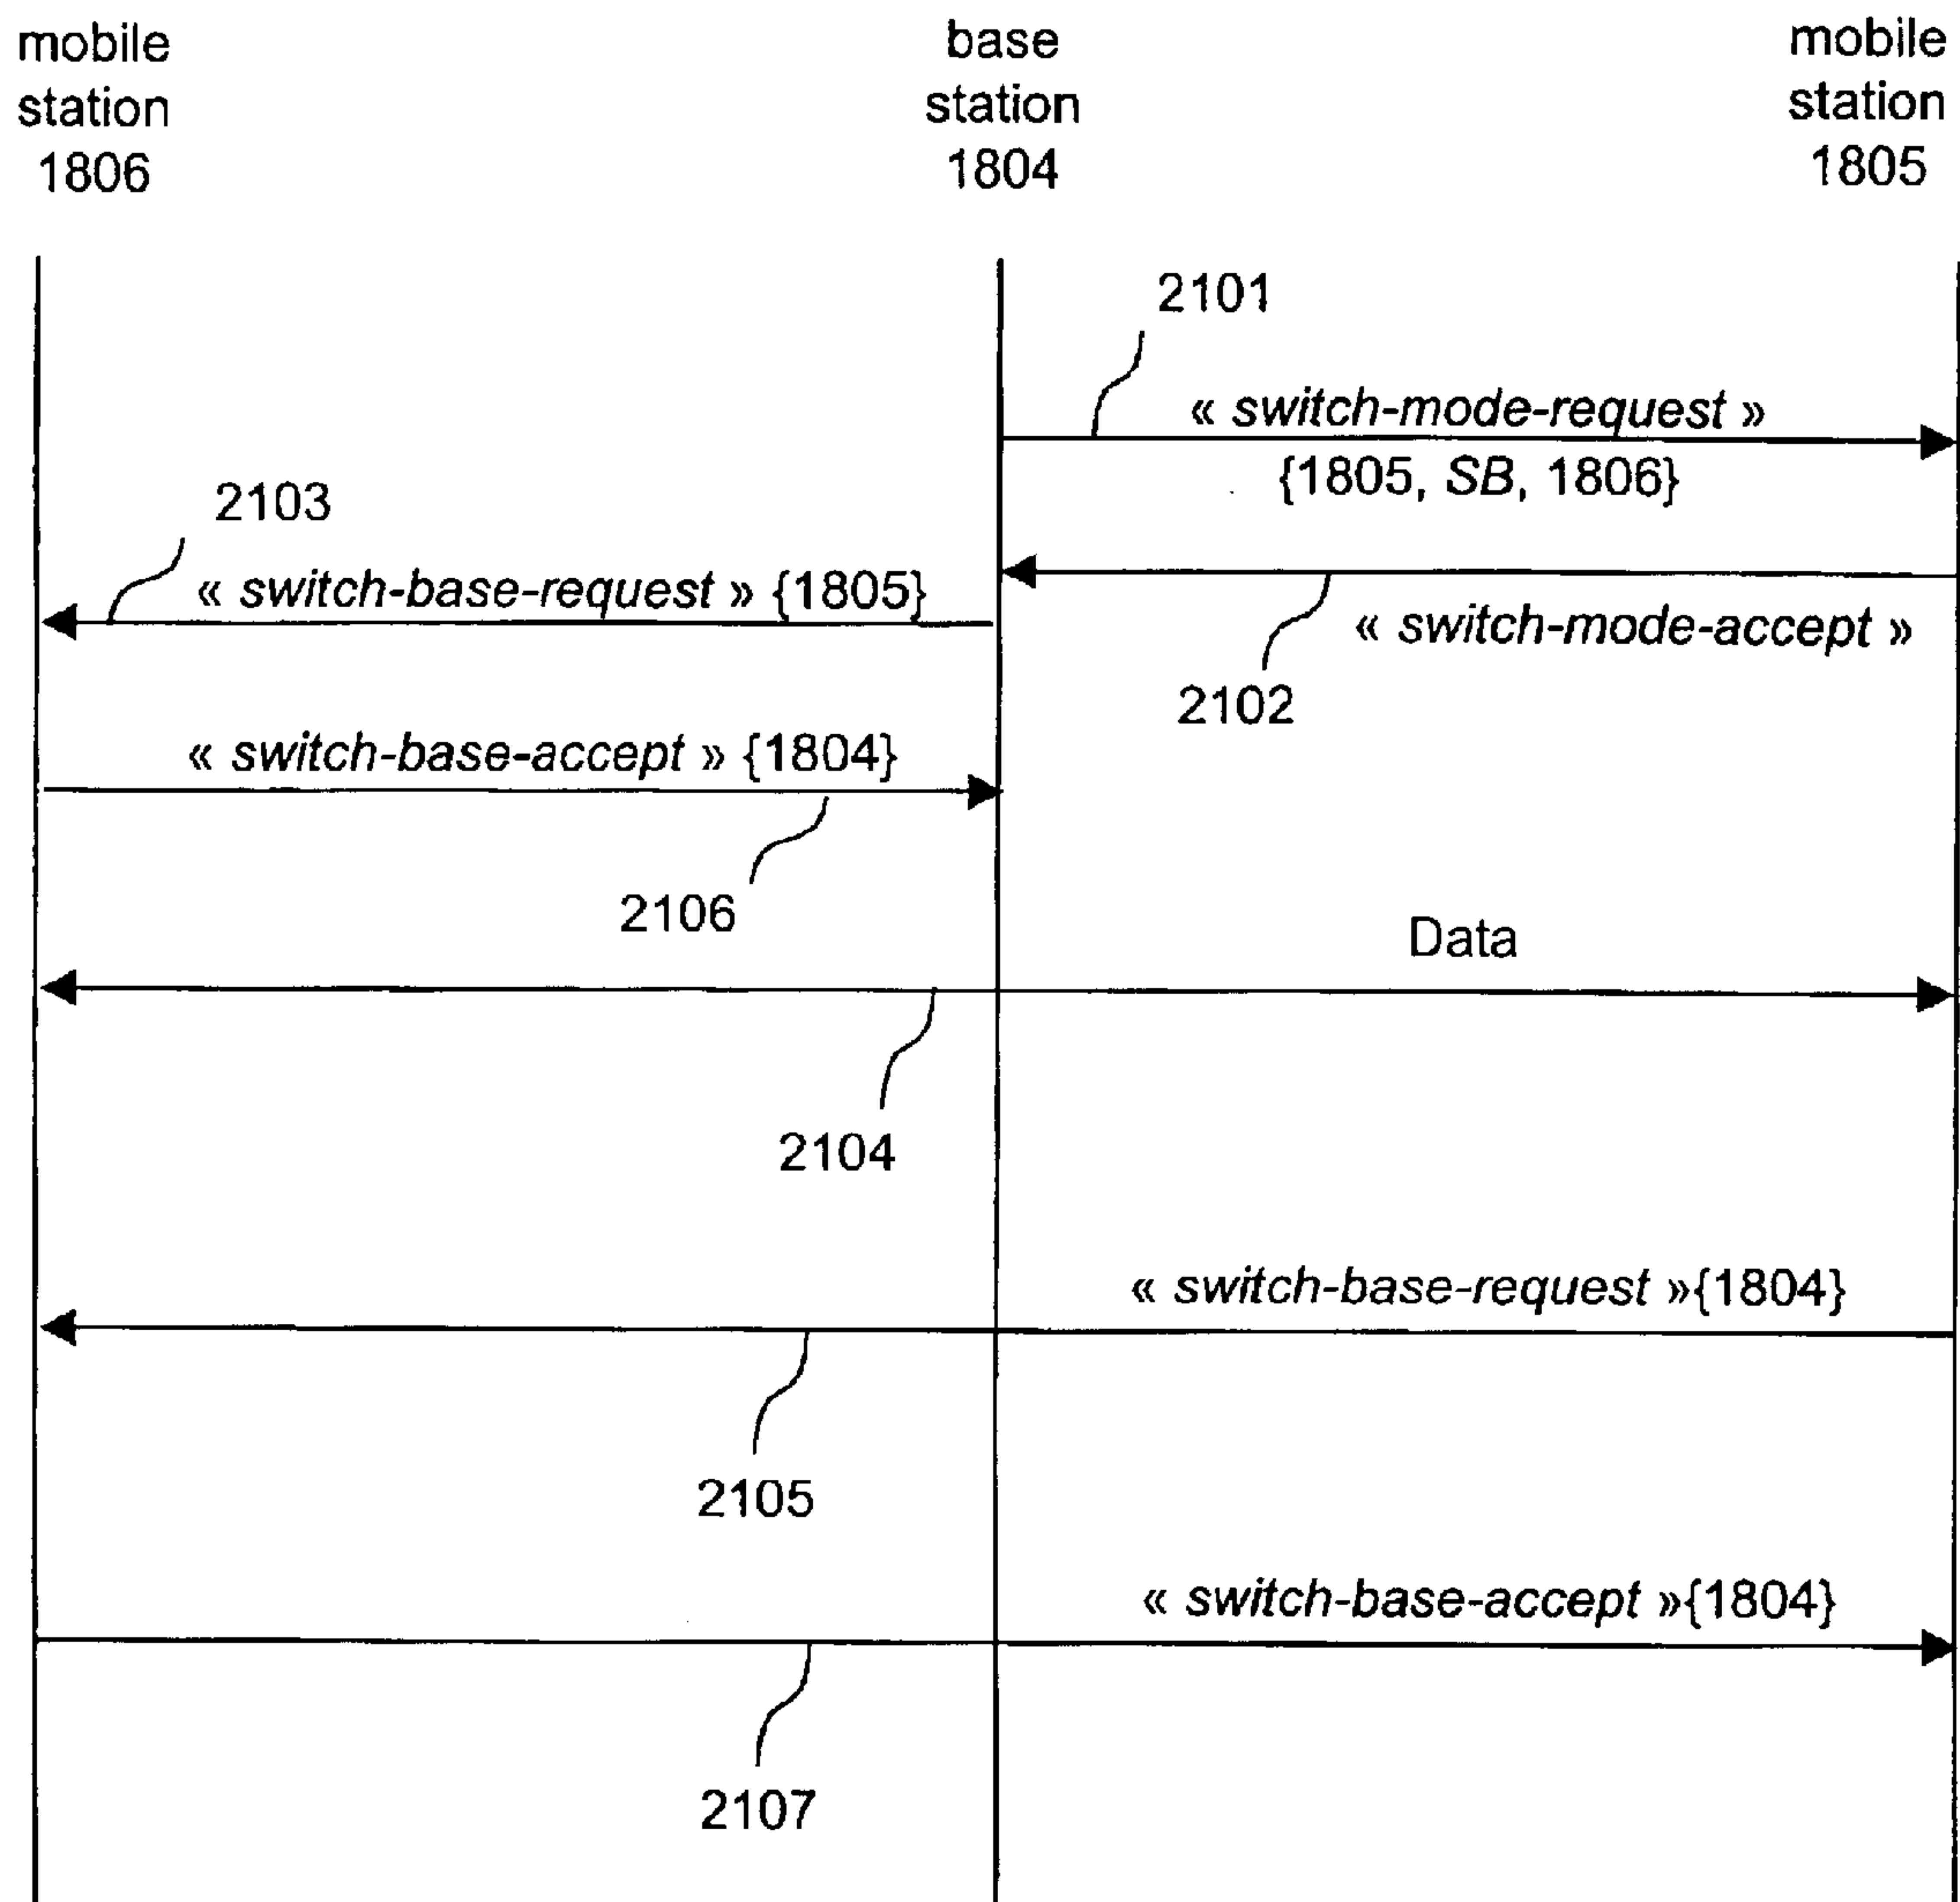 mobile
station
1806
base
station
1804
mobile
station
1805
2101
« switch-mode-request »
{1805, SB, 1806}
2103
« switch-base-request » {1805}
« switch-mode-accept »
2102
« switch-base-accept » {1804}
2106
Data
2104
« switch-base-request »{1804}
2105
« switch-base-accept »{1804}
2107